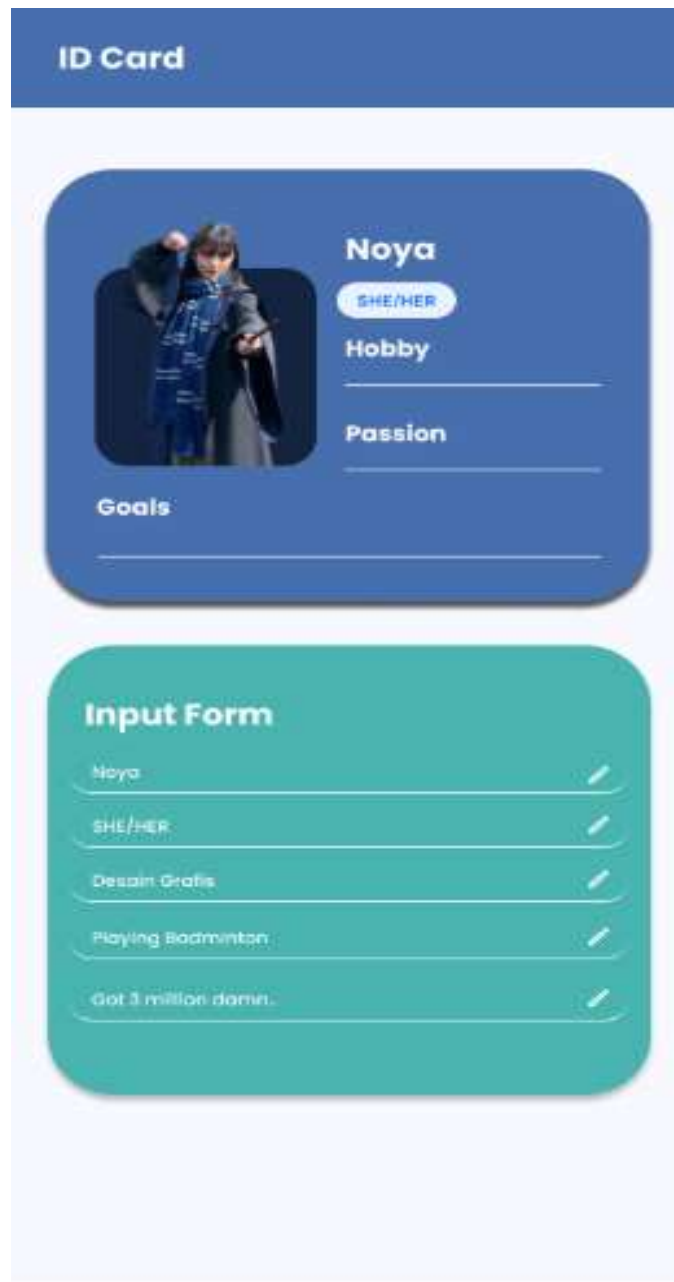 ID Card
Noya
SHE/HER
Hobby
Passion
Goals
Input Form
Noya
SHE/HER
Desain Grafis
Playing Badminton
Got 3 million damn..